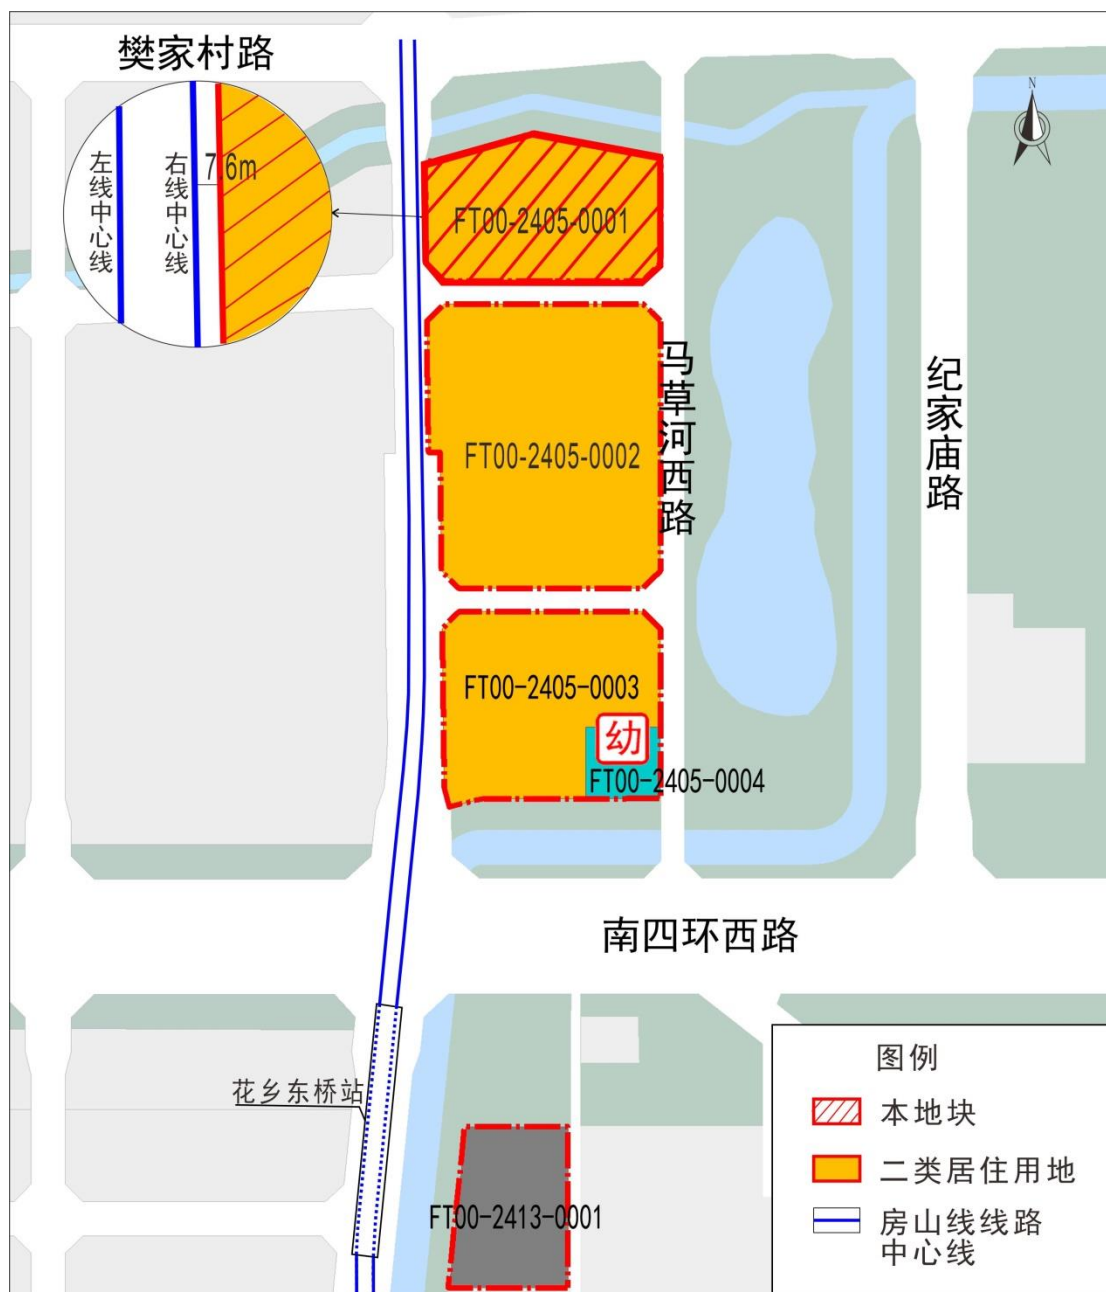 樊家村路
N
左线中心线
右线中心线
7.6m
FT00-2405-0001
FT00-2405-0002
马草河西路
纪家庙路
FT00-2405-0003
幼
FT00-2405-0004
南四环西路
花乡东桥站
FT00-2413-0001
图例
本地块
二类居住用地
房山线线路
中心线